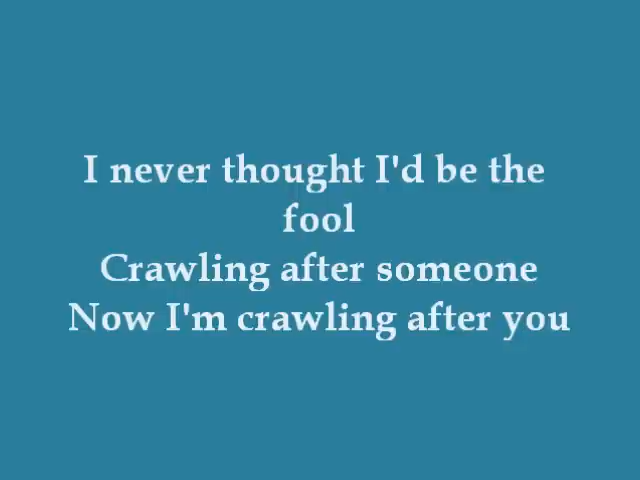 I never thought I'd be the
fool
Crawling after someone
Now I'm crawling after you